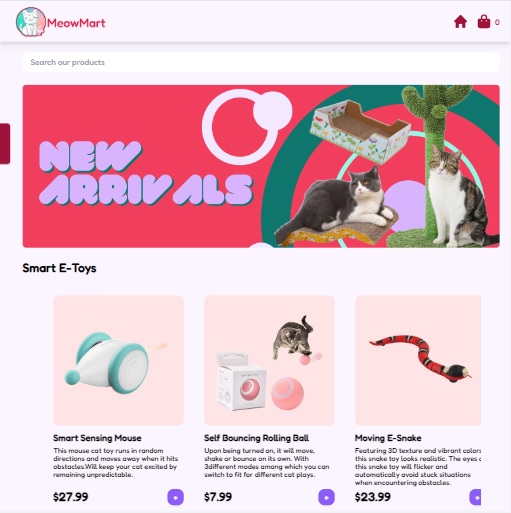 MeowMart
0
Search our products
NEW
ARRIVALS
Smart E-Toys
Smart Sensing Mouse
This mouse cat toy runs in random
directions and moves away when it hits
obstacles.Will keep your cat excited by
remaining unpredictable.
$27.99
+
Self Bouncing Rolling Ball
Upon being turned on, it will move,
shake or bounce on its own. With
3different modes among which you can
switch to fit for different cat plays.
$7.99
+
Moving E-Snake
Featuring 3D texture and vibrant colors
this snake toy looks realistic. The eyes
this snake toy will flicker and
automatically avoid stuck situations
when encountering obstacles.
$23.99
+